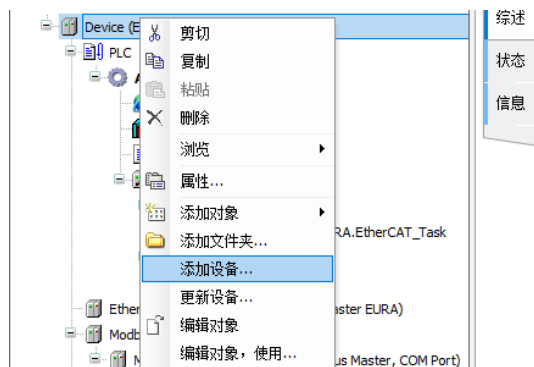 Device (E
PLC
A
剪切
复制
粘贴
删除
浏览
属性...
添加对象
添加文件夹...
RA.EtherCAT_Task
添加设备...
更新设备...
Ether
aster EURA)
编辑对象
Modb
编辑对象，使用...
M
us Master, COM Port)
综述
状态
信息